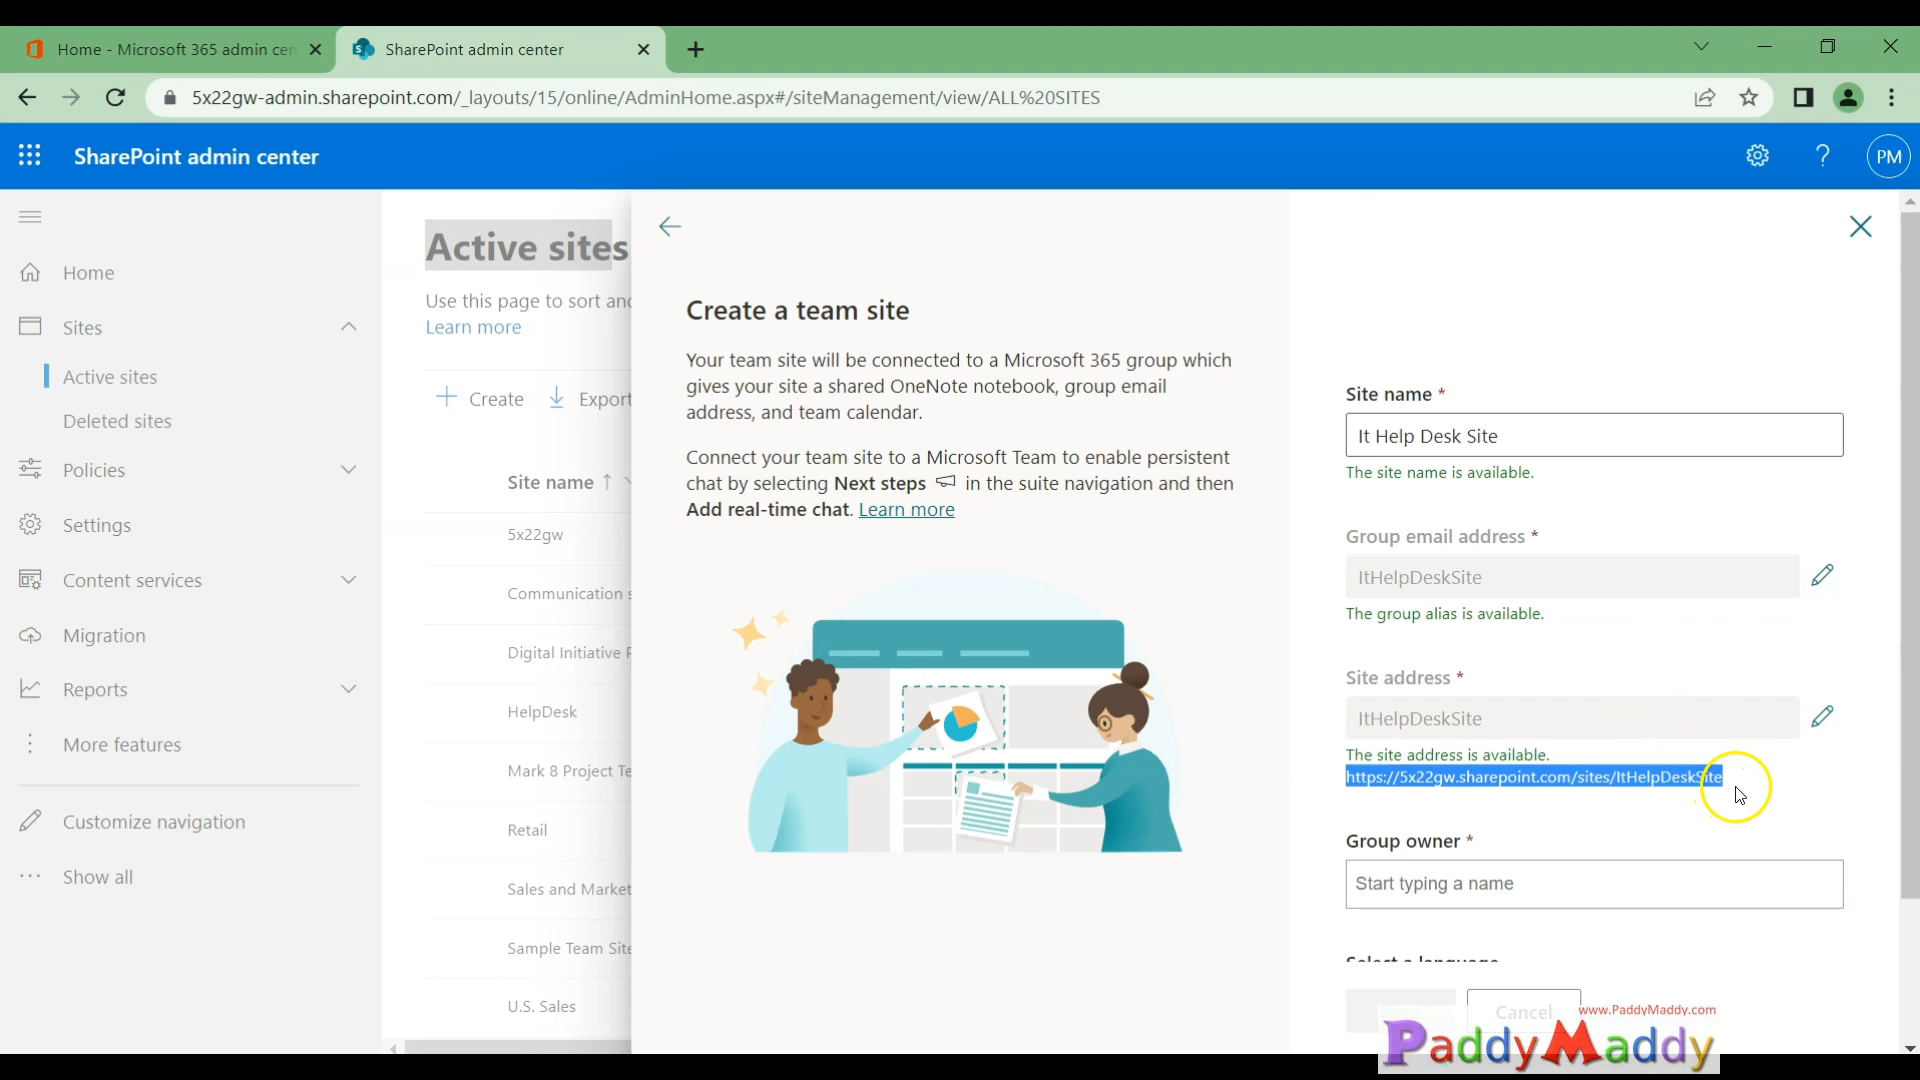 Home - Microsoft 365 admin cen
SharePoint admin center
5x22gw-admin.sharepoint.com/_layouts/15/online/AdminHome.aspx#/siteManagement/view/ALL%20SITES
SharePoint admin center
PM
Home
Sites
Active sites
Deleted sites
Policies
Settings
Content services
Migration
Reports
More features
Customize navigation
Show all
Active sites
Use this page to sort and
Learn more
Create
Export
Site name
5x22gw
Communication s
Digital Initiative P
HelpDesk
Mark 8 Project Te
Retail
Sales and Market
Sample Team Site
U.S. Sales
Create a team site
Your team site will be connected to a Microsoft 365 group which
gives your site a shared OneNote notebook, group email
address, and team calendar.
Connect your team site to a Microsoft Team to enable persistent
chat by selecting Next steps in the suite navigation and then
Add real-time chat. Learn more
Site name *
It Help Desk Site
The site name is available.
Group email address *
ItHelpDeskSite
The group alias is available.
Site address *
ItHelpDeskSite
The site address is available.
https://5x22gw.sharepoint.com/sites/ItHelpDeskSite
Group owner *
Start typing a name
Select a language
Cancel
www.PaddyMaddy.com
PaddyMaddy